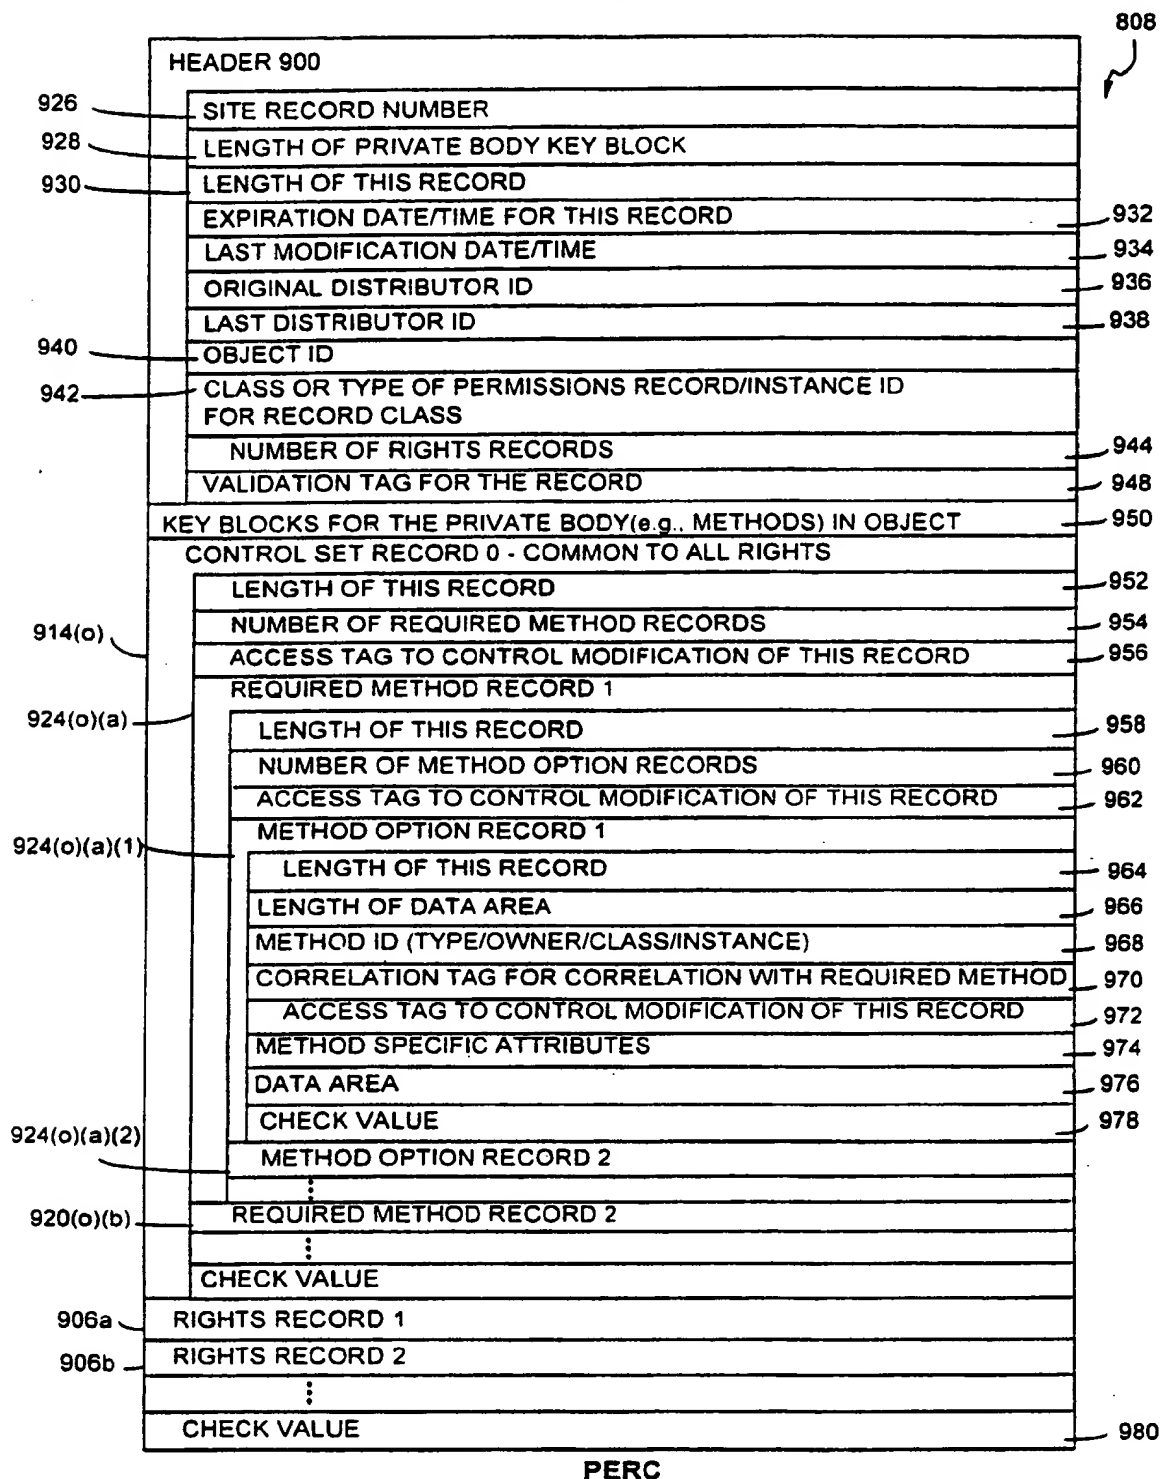 808
HEADER 900
926 SITE RECORD NUMBER
928 LENGTH OF PRIVATE BODY KEY BLOCK
930 LENGTH OF THIS RECORD
EXPIRATION DATE/TIME FOR THIS RECORD 932
LAST MODIFICATION DATE/TIME 934
ORIGINAL DISTRIBUTOR ID 936
LAST DISTRIBUTOR ID 938
940 OBJECT ID
942 CLASS OR TYPE OF PERMISSIONS RECORD/INSTANCE ID
FOR RECORD CLASS
NUMBER OF RIGHTS RECORDS 944
VALIDATION TAG FOR THE RECORD 948
KEY BLOCKS FOR THE PRIVATE BODY(e.g., METHODS) IN OBJECT 950
CONTROL SET RECORD 0 - COMMON TO ALL RIGHTS
LENGTH OF THIS RECORD 952
914(o) NUMBER OF REQUIRED METHOD RECORDS 954
ACCESS TAG TO CONTROL MODIFICATION OF THIS RECORD 956
REQUIRED METHOD RECORD 1
924(o)(a) LENGTH OF THIS RECORD 958
NUMBER OF METHOD OPTION RECORDS 960
ACCESS TAG TO CONTROL MODIFICATION OF THIS RECORD 962
METHOD OPTION RECORD 1
924(o)(a)(1) LENGTH OF THIS RECORD 964
LENGTH OF DATA AREA 966
METHOD ID (TYPE/OWNER/CLASS/INSTANCE) 968
CORRELATION TAG FOR CORRELATION WITH REQUIRED METHOD 970
ACCESS TAG TO CONTROL MODIFICATION OF THIS RECORD 972
METHOD SPECIFIC ATTRIBUTES 974
DATA AREA 976
CHECK VALUE 978
924(o)(a)(2) METHOD OPTION RECORD 2
920(o)(b) REQUIRED METHOD RECORD 2
CHECK VALUE
906a RIGHTS RECORD 1
906b RIGHTS RECORD 2
CHECK VALUE 980
PERC